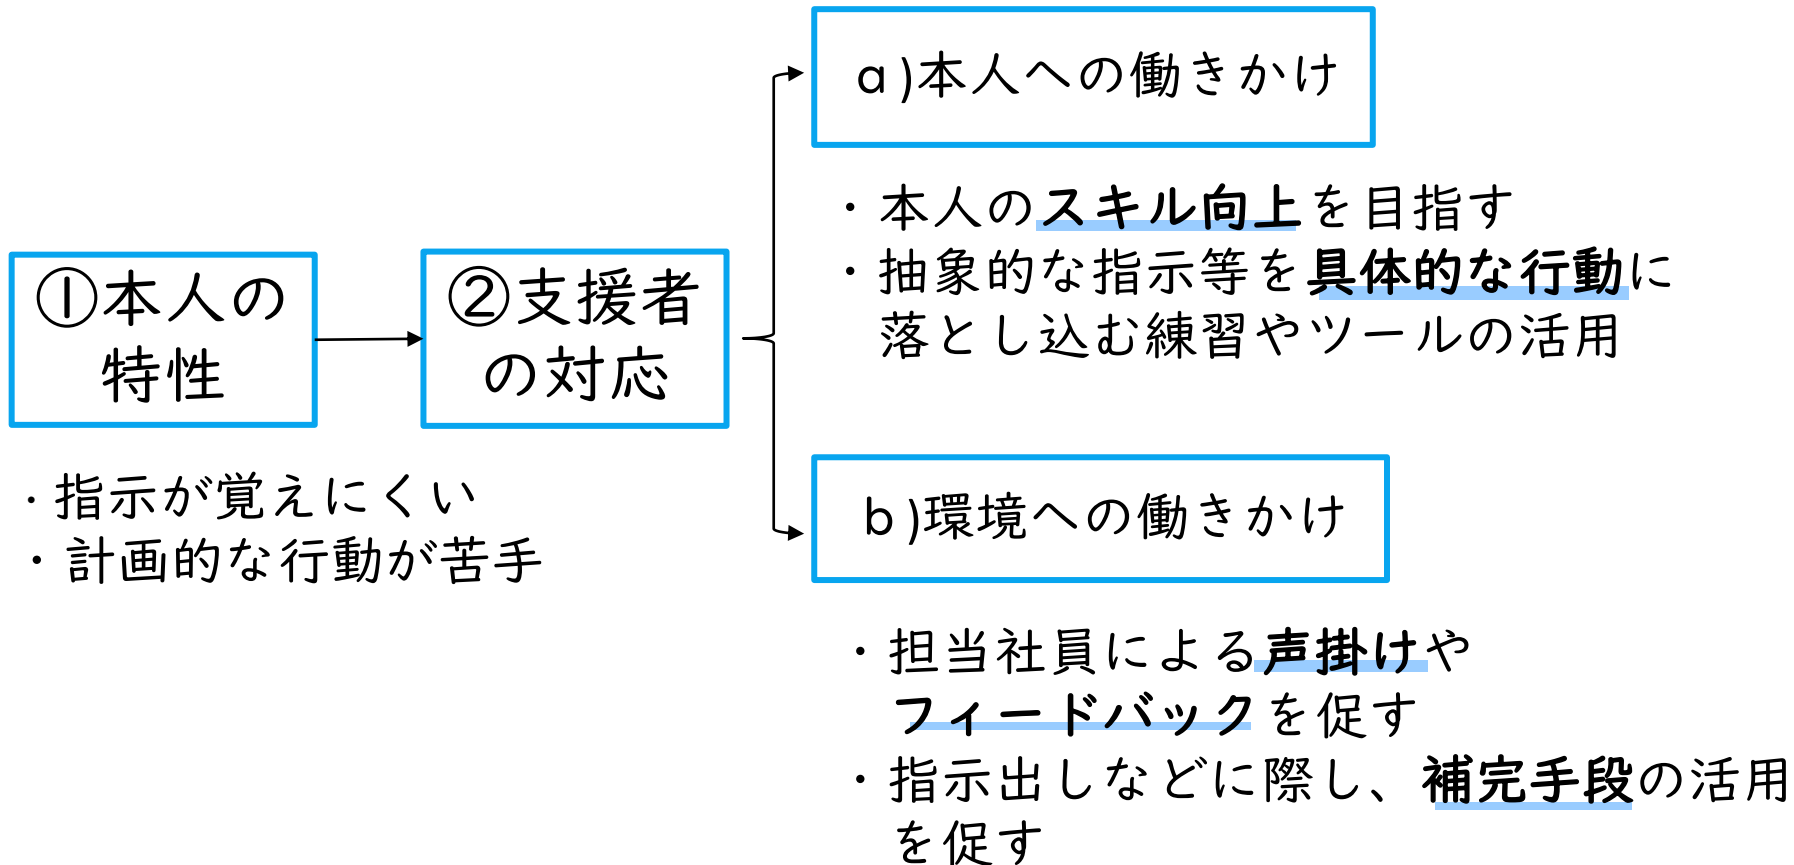 ①本人の
特性
・指示が覚えにくい
・計画的な行動が苦手
②支援者
の対応
a)本人への働きかけ
・本人のスキル向上を目指す
・抽象的な指示等を具体的な行動に
落とし込む練習やツールの活用
b)環境への働きかけ
・担当社員による声掛けや
フィードバックを促す
・指示出しなどに際し、補完手段の活用
を促す